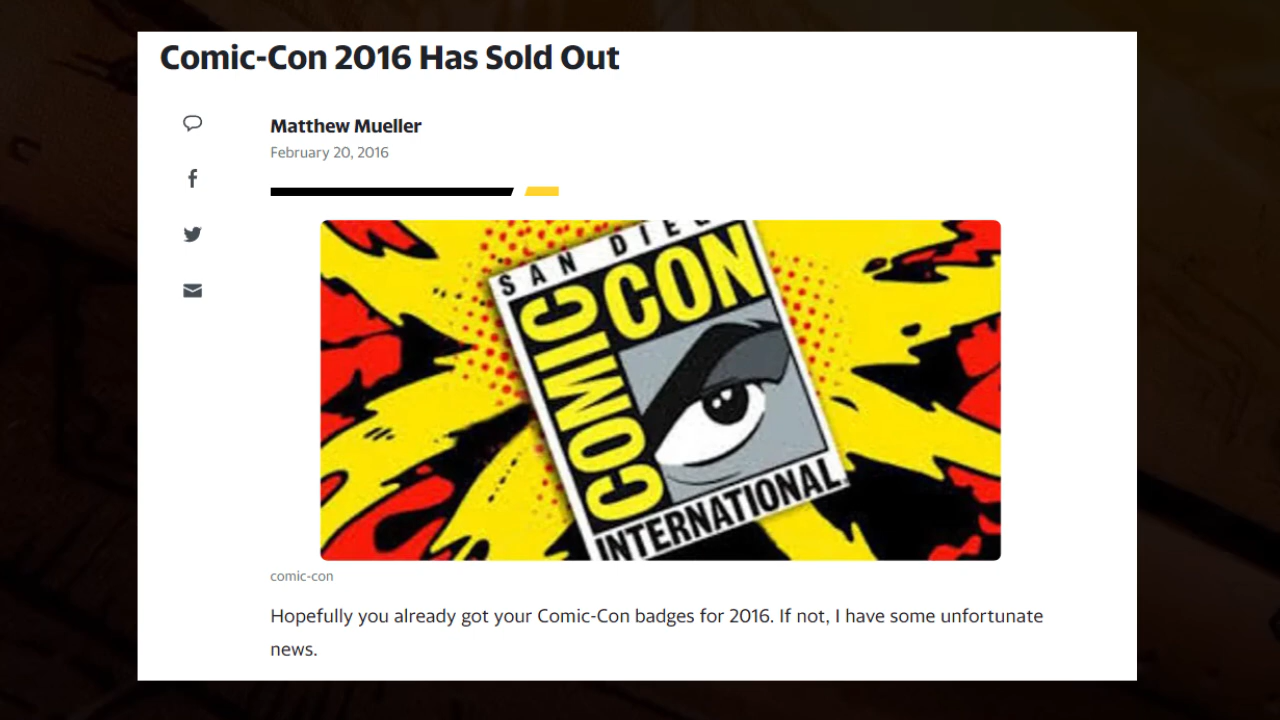 Comic-Con 2016 Has Sold Out
Matthew Mueller
February 20, 2016
SAN DIEG
COMIC
CON
INTERNATIONAL
comic-con
Hopefully you already got your Comic-Con badges for 2016. If not, I have some unfortunate
news.